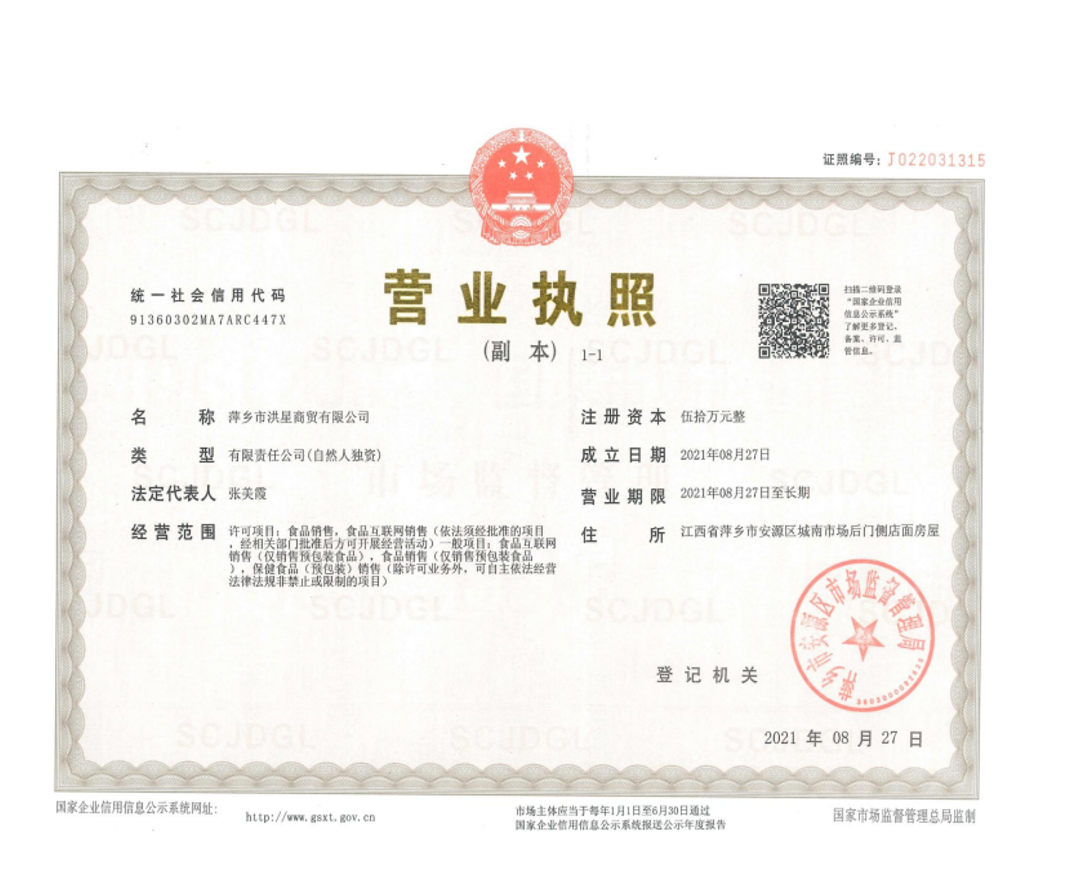 证照编号：J022031315
统一社会信用代码
91360302MA7ARC447X
营业执照
(副 本) 1-1
扫描二维码登录
“国家企业信用
信息公示系统”
了解更多登记、
备案、许可、监
管信息。
名 称 萍乡市洪星商贸有限公司
类 型 有限责任公司(自然人独资)
法定代表人 张美霞
经营范围 许可项目：食品销售，食品互联网销售（依法须经批准的项目
，经相关部门批准后方可开展经营活动）一般项目：食品互联网
销售（仅销售预包装食品），食品销售（仅销售预包装食品
），保健食品（预包装）销售（除许可业务外，可自主依法经营
法律法规非禁止或限制的项目）
注册资本 伍拾万元整
成立日期 2021年08月27日
营业期限 2021年08月27日至长期
住 所 江西省萍乡市安源区城南市场后门侧店面房屋
萍乡市安源区市场监督管理局
登记机关
2021 年 08 月 27 日
国家企业信用信息公示系统网址：
http://www.gsxt.gov.cn
市场主体应当于每年1月1日至6月30日通过
国家企业信用信息公示系统报送公示年度报告
国家市场监督管理总局监制